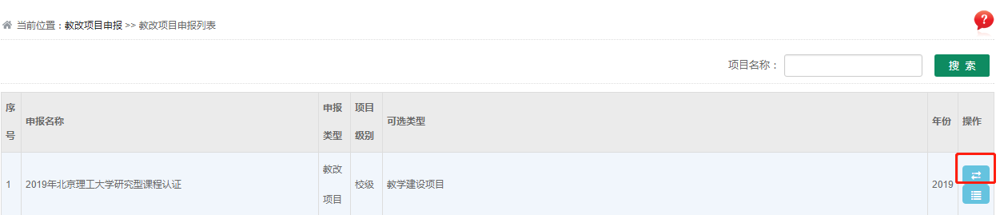 当前位置：教改项目申报 >> 教改项目申报列表
?
项目名称：
搜 索
序号
申报名称
申报类型
项目级别
可选类型
年份
操作
1
2019年北京理工大学研究型课程认证
教改项目
校级
教学建设项目
2019